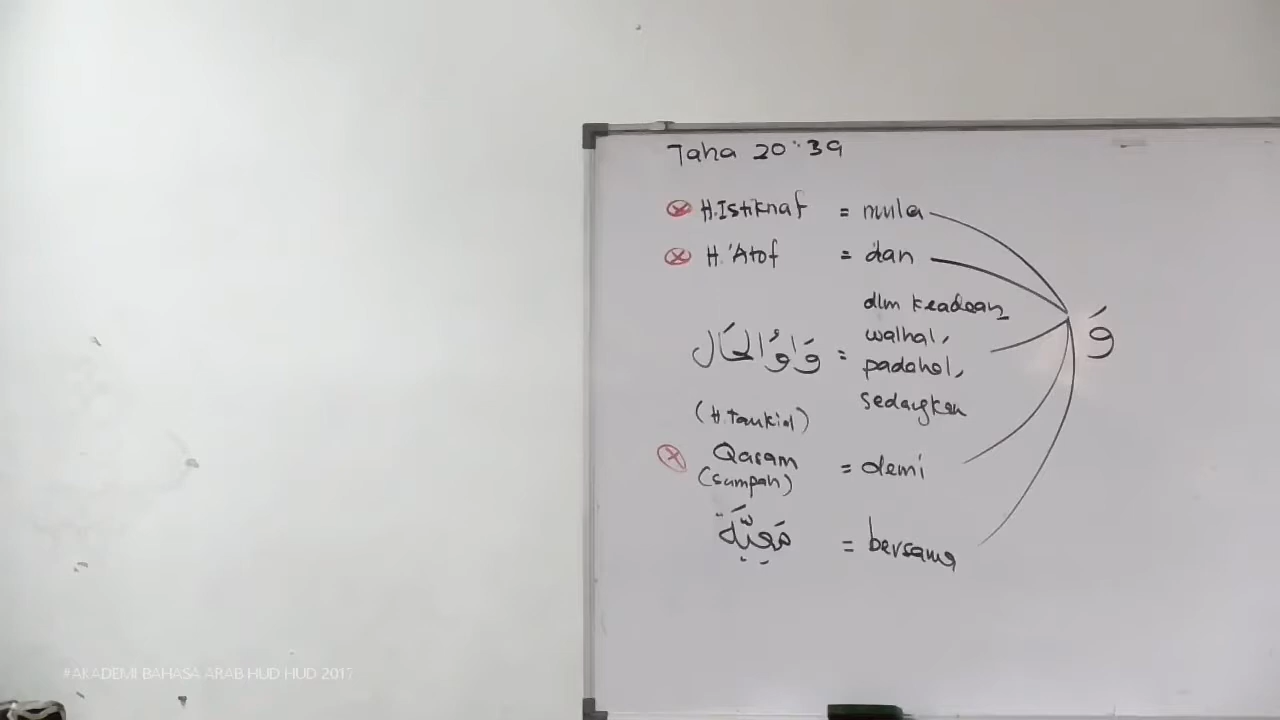 Taha 20:39
H.Istiknaf = mula
H.'Atof = dan
وَاوُ الحَال = dlm keadaan, walhal, padahal, sedangkan
(H.Taukid)
Qasam = demi
(sumpah)
مَعِيَّة = bersama
وَ
#AKADEMI BAHASA ARAB HUD HUD 2017